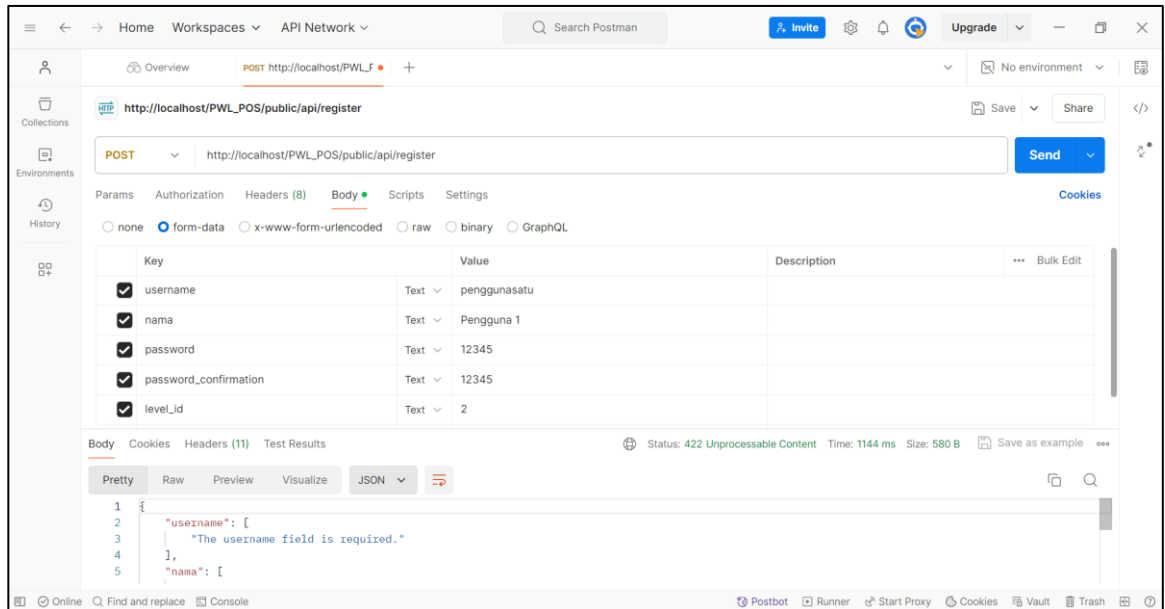 Home Workspaces API Network Search Postman Invite Upgrade
Overview POST http://localhost/PWL_F No environment
HTTP http://localhost/PWL_POS/public/api/register Save Share
Collections
POST http://localhost/PWL_POS/public/api/register Send
Environments
Params Authorization Headers (8) Body Scripts Settings Cookies
History
none form-data x-www-form-urlencoded raw binary GraphQL
Key Value Description Bulk Edit
username Text penggunasatu
nama Text Pengguna 1
password Text 12345
password_confirmation Text 12345
level_id Text 2
Body Cookies Headers (11) Test Results Status: 422 Unprocessable Content Time: 1144 ms Size: 580 B Save as example
Pretty Raw Preview Visualize JSON
1 {
2 "username": [
3 "The username field is required."
4 ],
5 "nama": [
Online Find and replace Console Postbot Runner Start Proxy Cookies Vault Trash